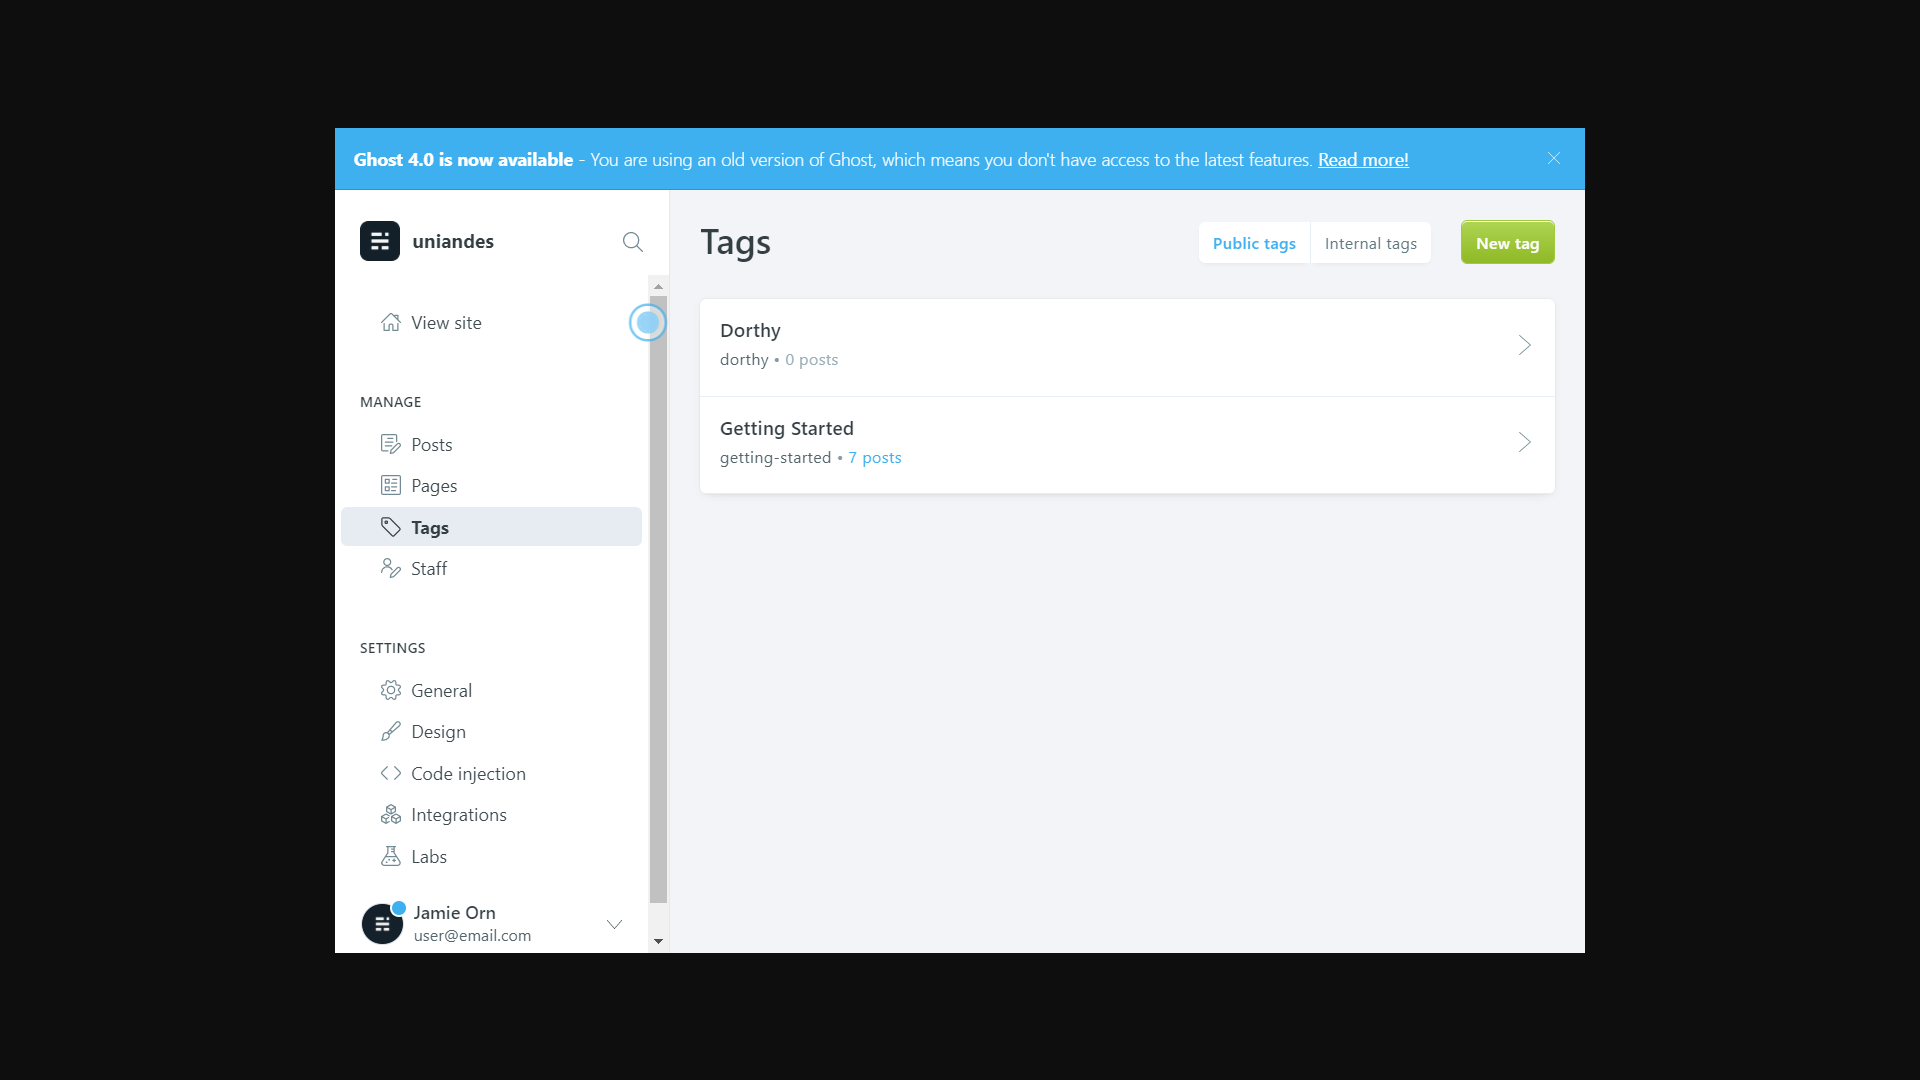 Ghost 4.0 is now available - You are using an old version of Ghost, which means you don't have access to the latest features. Read more!
uniandes
View site
MANAGE
Posts
Pages
Tags
Staff
SETTINGS
General
Design
Code injection
Integrations
Labs
Jamie Orn
user@email.com
Tags
Public tags
Internal tags
New tag
Dorthy
dorthy • 0 posts
Getting Started
getting-started • 7 posts